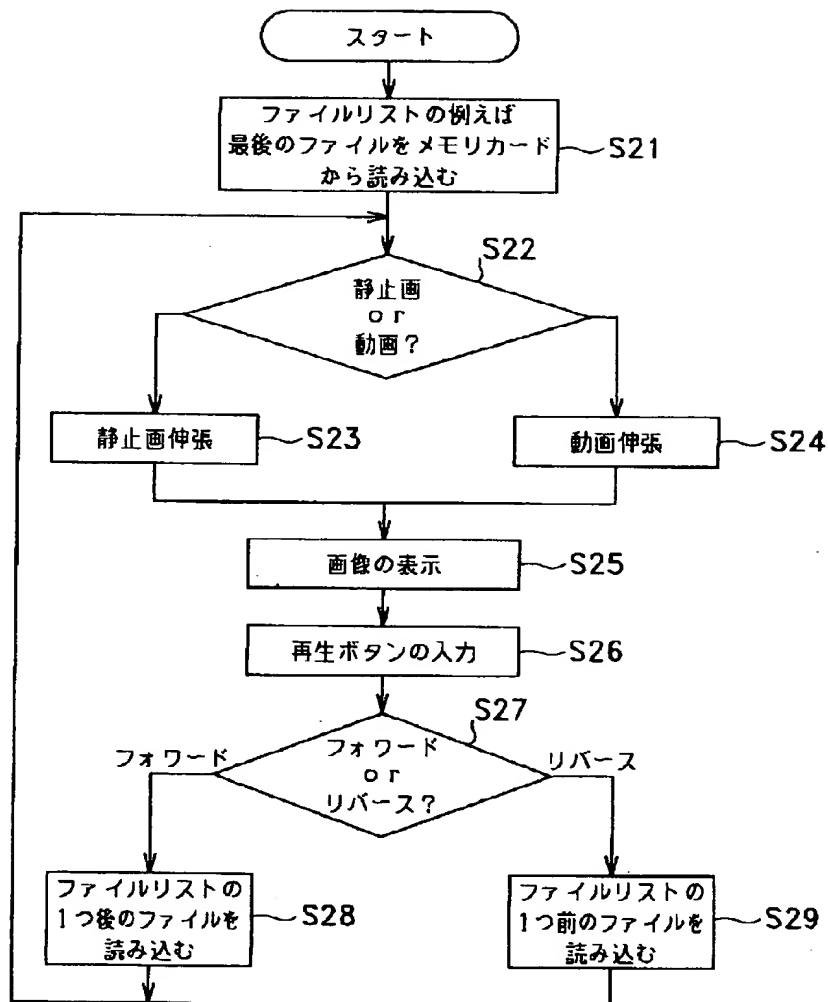 スタート
ファイルリストの例えば
最後のファイルをメモリカード
から読み込む
S21
S22
静止画
or
動画?
静止画伸張
S23
動画伸張
S24
画像の表示
S25
再生ボタンの入力
S26
S27
フォワード
フォワード
or
リバース?
リバース
ファイルリストの
1つ後のファイルを
読み込む
S28
ファイルリストの
1つ前のファイルを
読み込む
S29